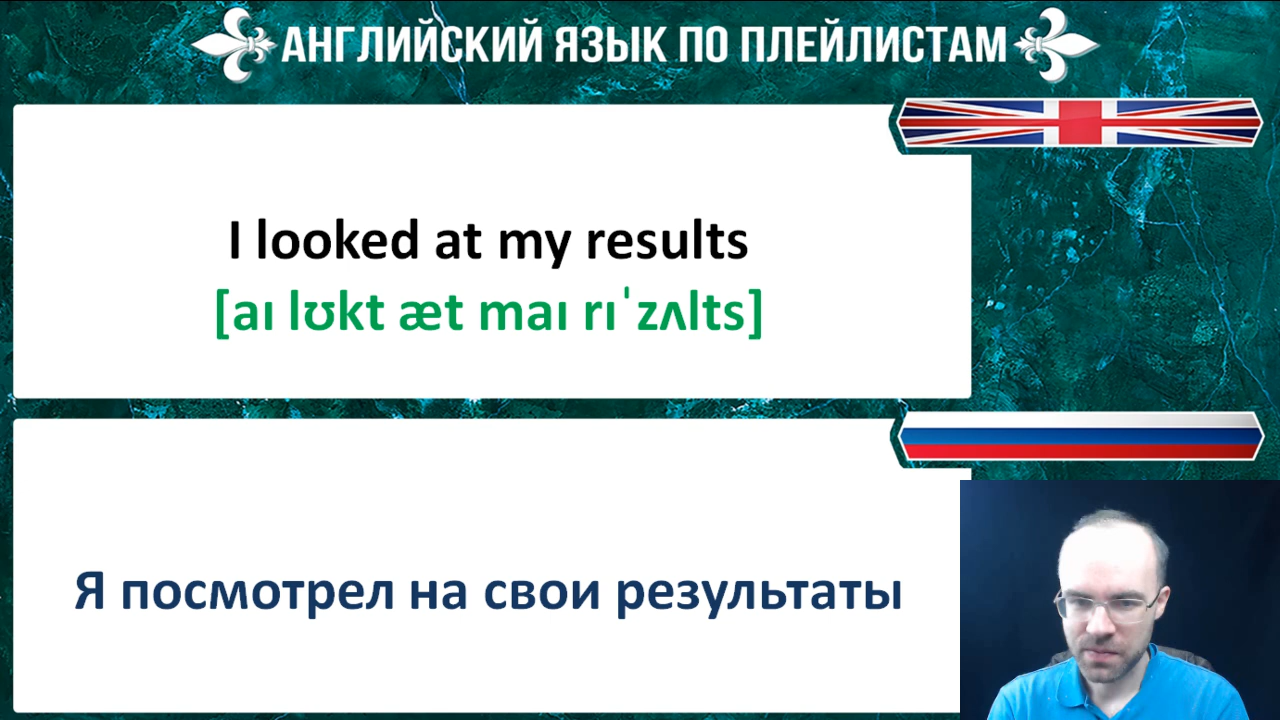 АНГЛИЙСКИЙ ЯЗЫК ПО ПЛЕЙЛИСТАМ
I looked at my results
[aɪ lʊkt æt maɪ rɪˈzʌlts]
Я посмотрел на свои результаты